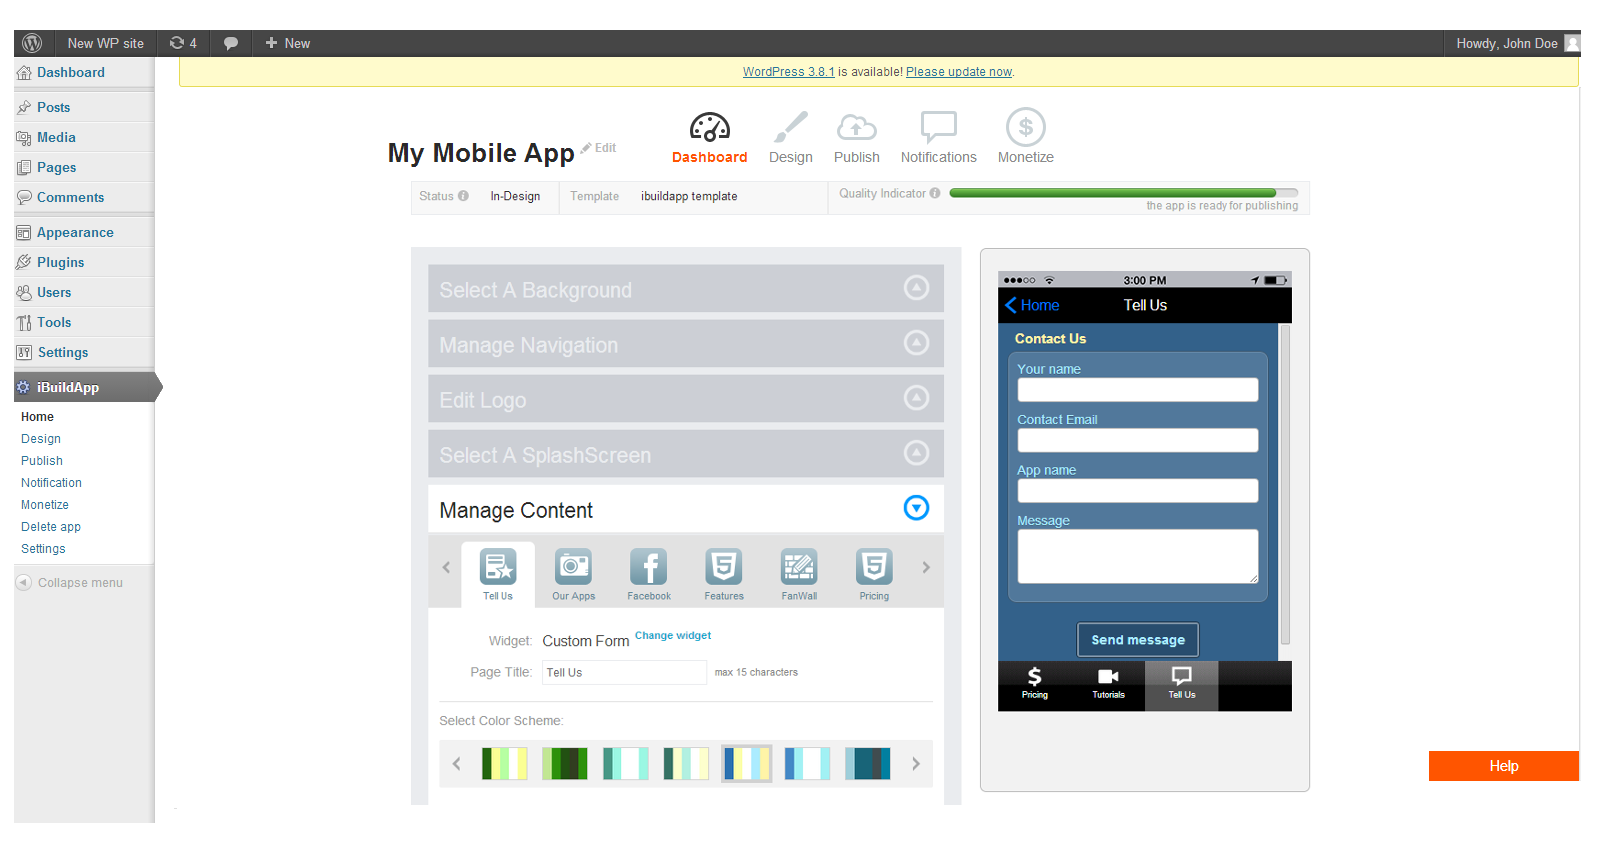 New WP site 4 New Howdy, John Doe
WordPress 3.8.1 is available! Please update now.
Dashboard
Posts
Media
Pages
Comments
Appearance
Plugins
Users
Tools
Settings
iBuildApp
Home
Design
Publish
Notification
Monetize
Delete app
Settings
Collapse menu
My Mobile App Edit
Dashboard Design Publish Notifications Monetize
Status In-Design Template ibuildapp template Quality Indicator
the app is ready for publishing
Select A Background
Manage Navigation
Edit Logo
Select A SplashScreen
Manage Content
Tell Us Our Apps Facebook Features FanWall Pricing
Widget: Custom Form Change widget
Page Title: Tell Us max 15 characters
Select Color Scheme:
3:00 PM
Home Tell Us
Contact Us
Your name
Contact Email
App name
Message
Send message
Pricing Tutorials Tell Us
Help